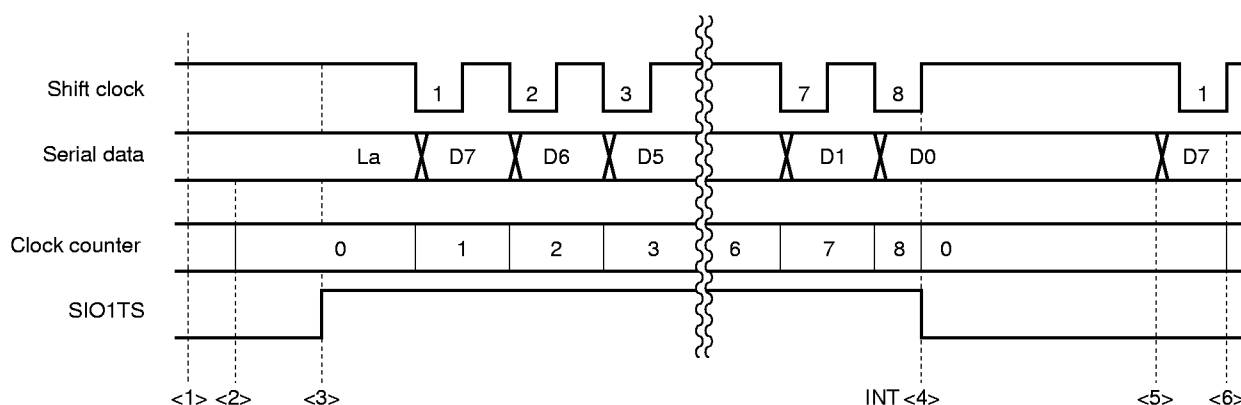 Shift clock 1 2 3 7 8 1
Serial data La D7 D6 D5 D1 D0 D7
Clock counter 0 1 2 3 6 7 8 0
SIO1TS
<1> <2> <3> INT <4> <5> <6>